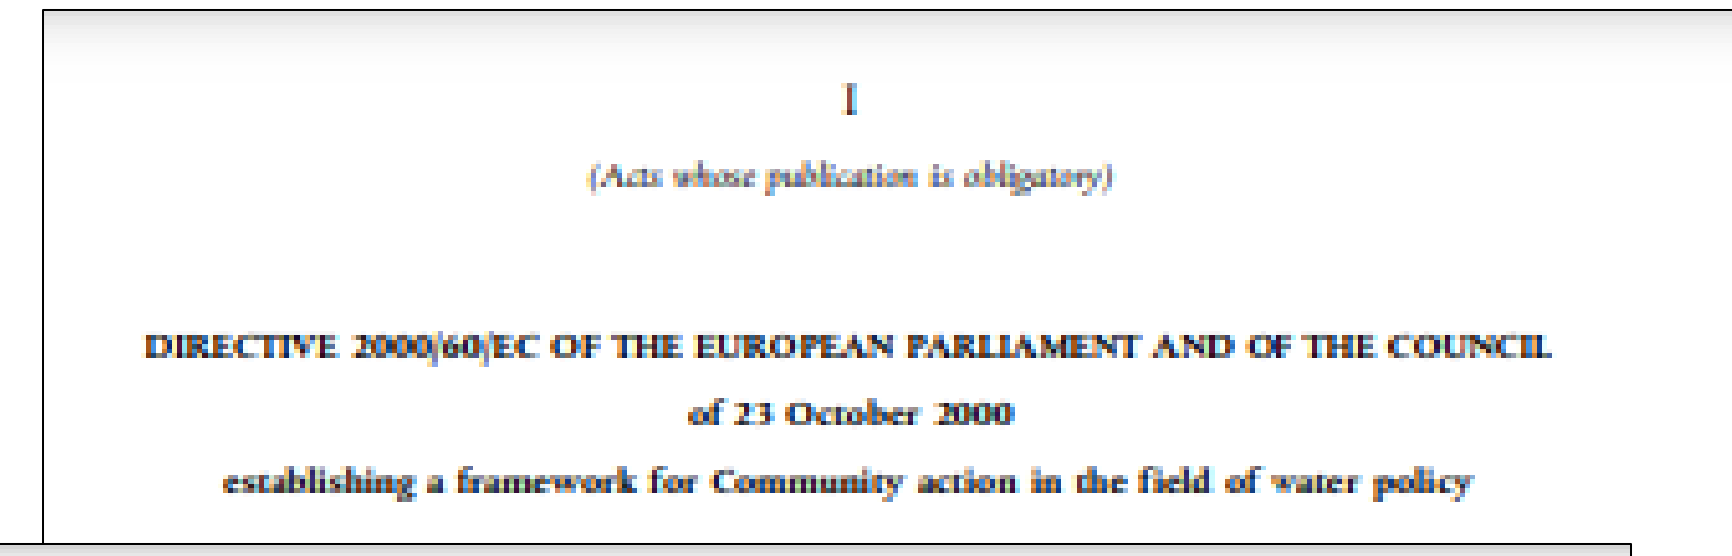 I
(Acts whose publication is obligatory)
DIRECTIVE 2000/60/EC OF THE EUROPEAN PARLIAMENT AND OF THE COUNCIL
of 23 October 2000
establishing a framework for Community action in the field of water policy